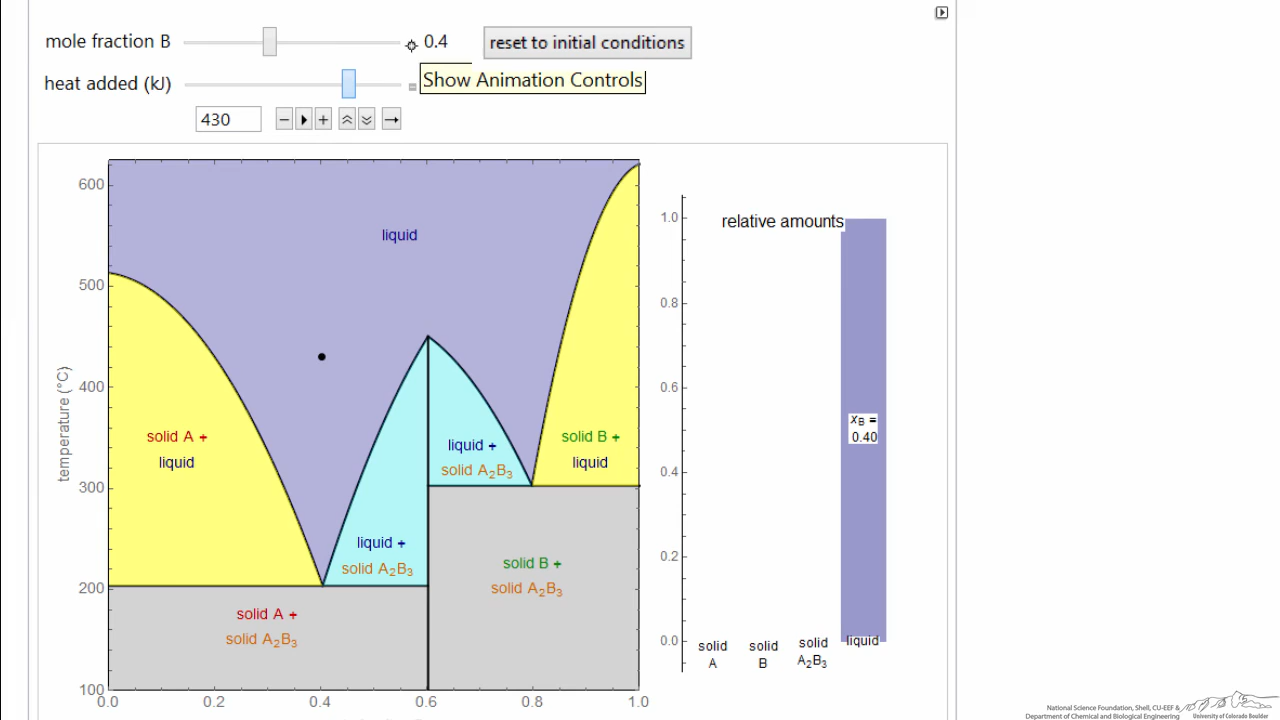 mole fraction B
0.4
reset to initial conditions
heat added (kJ)
Show Animation Controls
430
600
500
400
300
200
100
temperature (°C)
0.0
0.2
0.4
0.6
0.8
1.0
liquid
solid A +
liquid
liquid +
solid A₂B₃
liquid +
solid A₂B₃
solid B +
liquid
solid A +
solid A₂B₃
solid B +
solid A₂B₃
relative amounts
1.0
0.8
0.6
0.4
0.2
0.0
xB =
0.40
solid
A
solid
B
solid
A₂B₃
liquid
National Science Foundation, Shell, CU-EEF &
Department of Chemical and Biological Engineering
University of Colorado Boulder